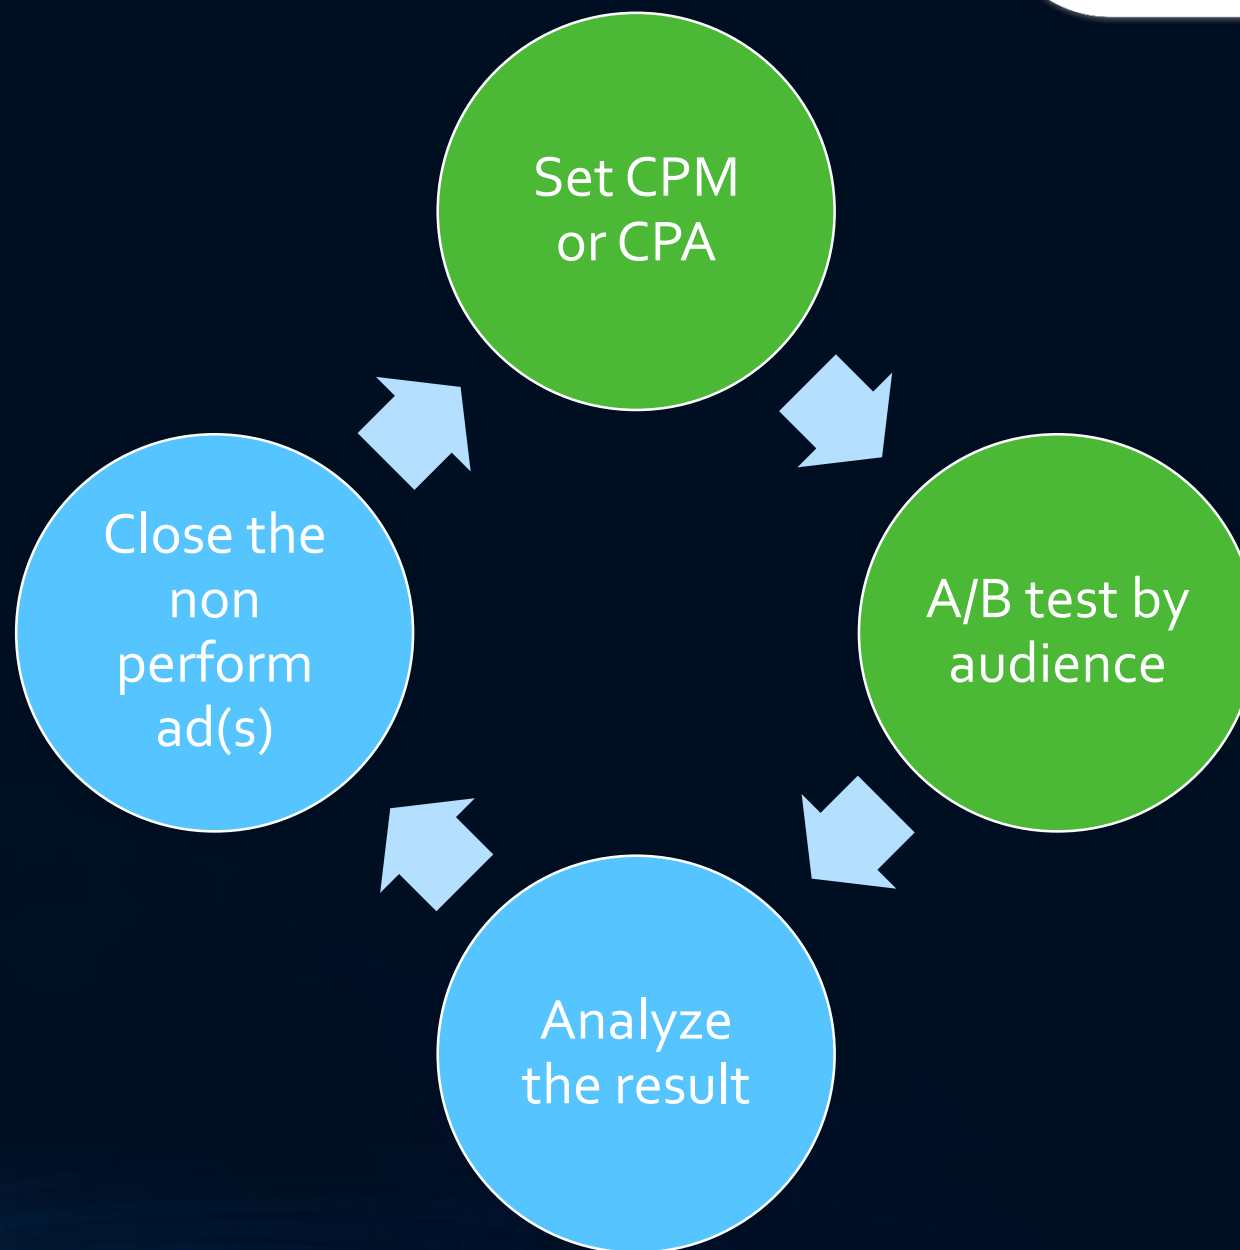 Set CPM
or CPA
A/B test by
audience
Analyze
the result
Close the
non
perform
ad(s)